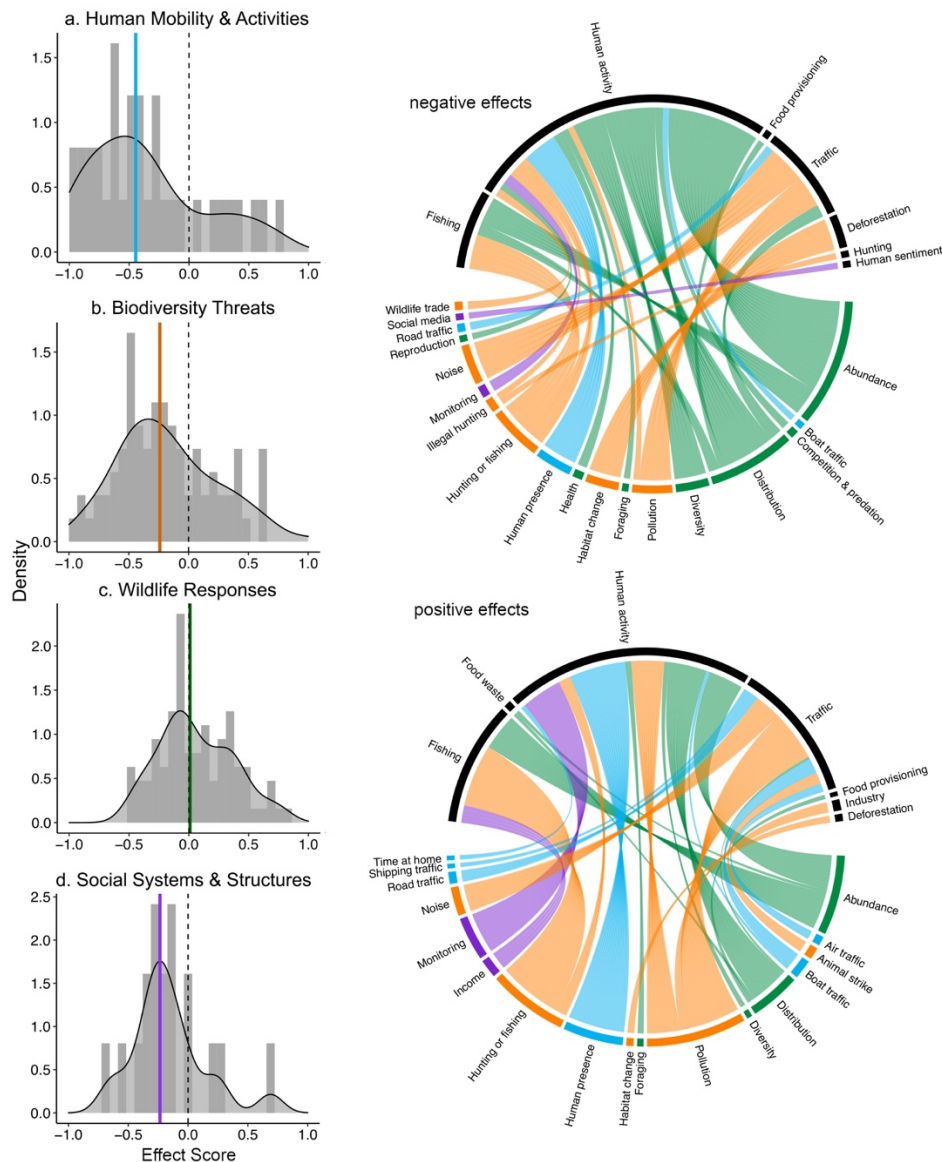 a. Human Mobility & Activities
1.5
1.0
0.5
0.0
-1.0 -0.5 0.0 0.5 1.0
b. Biodiversity Threats
1.5
1.0
0.5
0.0
-1.0 -0.5 0.0 0.5 1.0
Density
c. Wildlife Responses
2.0
1.5
1.0
0.5
0.0
-1.0 -0.5 0.0 0.5 1.0
d. Social Systems & Structures
2.5
2.0
1.5
1.0
0.5
0.0
-1.0 -0.5 0.0 0.5 1.0
Effect Score
negative effects
Fishing
Human activity
Food provisioning
Traffic
Deforestation
Hunting
Human sentiment
Abundance
Boat traffic
Competition & predation
Distribution
Diversity
Pollution
Foraging
Habitat change
Health
Human presence
Hunting or fishing
Illegal hunting
Monitoring
Noise
Reproduction
Road traffic
Social media
Wildlife trade
positive effects
Fishing
Food waste
Human activity
Traffic
Food provisioning
Industry
Deforestation
Abundance
Air traffic
Animal strike
Boat traffic
Distribution
Diversity
Pollution
Foraging
Habitat change
Human presence
Hunting or fishing
Income
Monitoring
Noise
Road traffic
Shipping traffic
Time at home